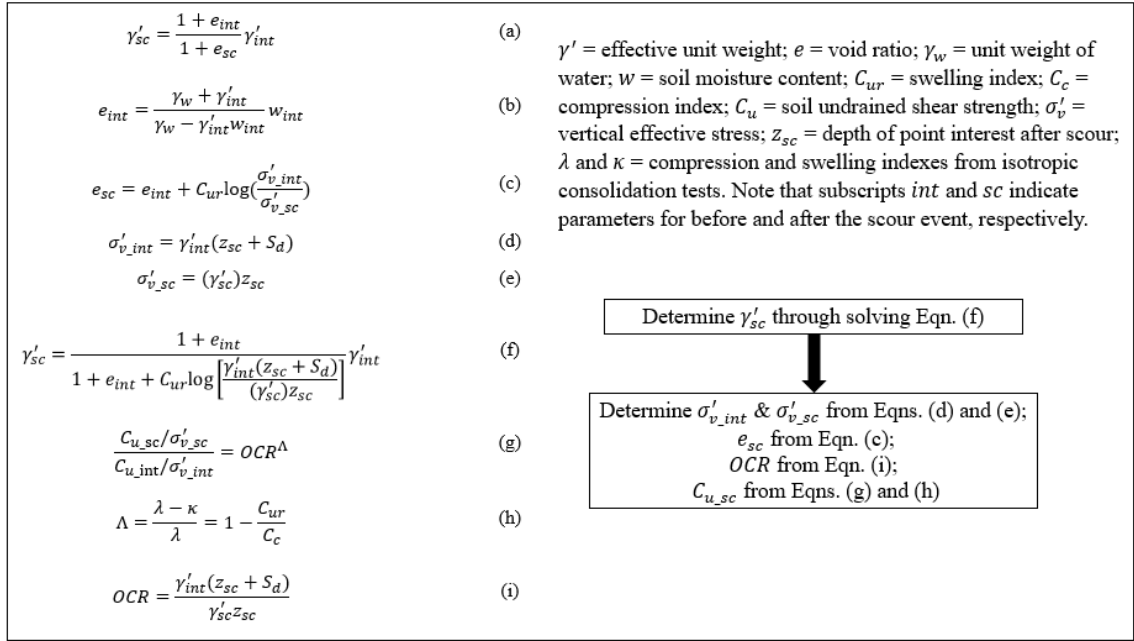 γ′_sc = (1 + e_int)/(1 + e_sc) γ′_int (a)
e_int = (γ_w + γ′_int)/(γ_w − γ′_int w_int) w_int (b)
e_sc = e_int + C_ur log(σ′_v_int/σ′_v_sc) (c)
σ′_v_int = γ′_int(z_sc + S_d) (d)
σ′_v_sc = (γ′_sc)z_sc (e)
γ′_sc = (1 + e_int)/(1 + e_int + C_ur log[γ′_int(z_sc + S_d)/((γ′_sc)z_sc)]) γ′_int (f)
(C_u_sc/σ′_v_sc)/(C_u_int/σ′_v_int) = OCR^Λ (g)
Λ = (λ − κ)/λ = 1 − C_ur/C_c (h)
OCR = γ′_int(z_sc + S_d)/(γ′_sc z_sc) (i)
γ′ = effective unit weight; e = void ratio; γ_w = unit weight of
water; w = soil moisture content; C_ur = swelling index; C_c =
compression index; C_u = soil undrained shear strength; σ′_v =
vertical effective stress; z_sc = depth of point interest after scour;
λ and κ = compression and swelling indexes from isotropic
consolidation tests. Note that subscripts int and sc indicate
parameters for before and after the scour event, respectively.
Determine γ′_sc through solving Eqn. (f)
Determine σ′_v_int & σ′_v_sc from Eqns. (d) and (e);
e_sc from Eqn. (c);
OCR from Eqn. (i);
C_u_sc from Eqns. (g) and (h)